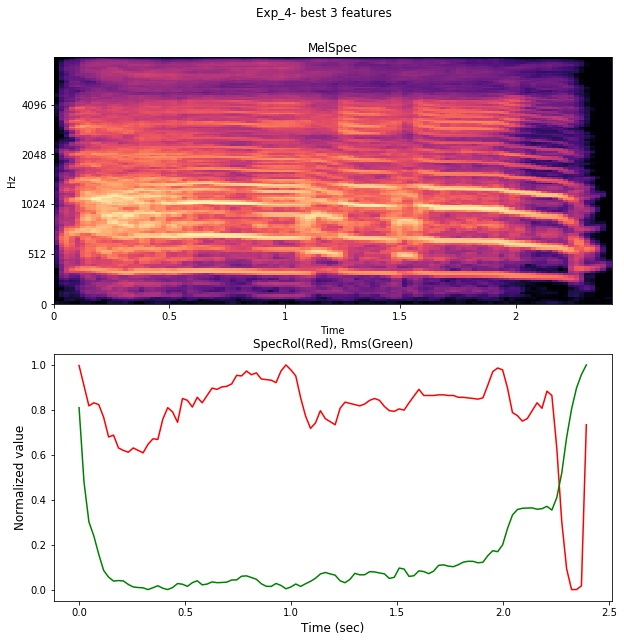 Exp_4- best 3 features
MelSpec
4096
2048
1024
512
0
Hz
0 0.5 1 1.5 2
Time
SpecRol(Red), Rms(Green)
1.0
0.8
0.6
0.4
0.2
0.0
Normalized value
0.0 0.5 1.0 1.5 2.0 2.5
Time (sec)